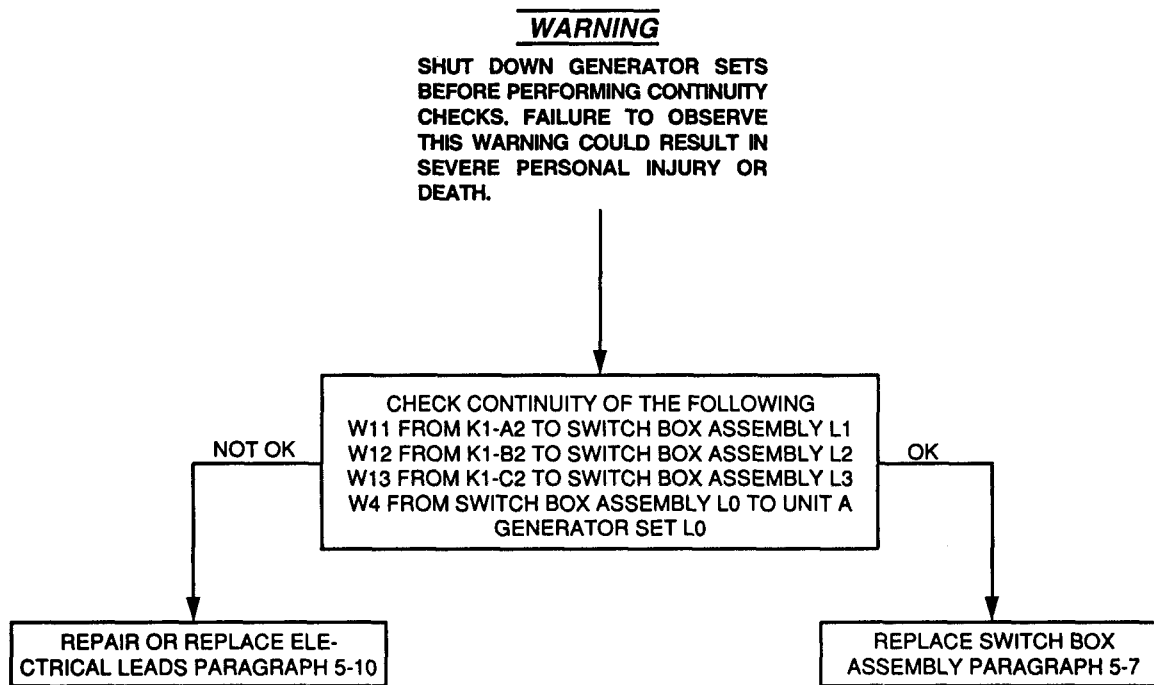 WARNING
SHUT DOWN GENERATOR SETS
BEFORE PERFORMING CONTINUITY
CHECKS. FAILURE TO OBSERVE
THIS WARNING COULD RESULT IN
SEVERE PERSONAL INJURY OR
DEATH.
CHECK CONTINUITY OF THE FOLLOWING
W11 FROM K1-A2 TO SWITCH BOX ASSEMBLY L1
W12 FROM K1-B2 TO SWITCH BOX ASSEMBLY L2
W13 FROM K1-C2 TO SWITCH BOX ASSEMBLY L3
W4 FROM SWITCH BOX ASSEMBLY L0 TO UNIT A
GENERATOR SET L0
NOT OK
OK
REPAIR OR REPLACE ELE-
CTRICAL LEADS PARAGRAPH 5-10
REPLACE SWITCH BOX
ASSEMBLY PARAGRAPH 5-7